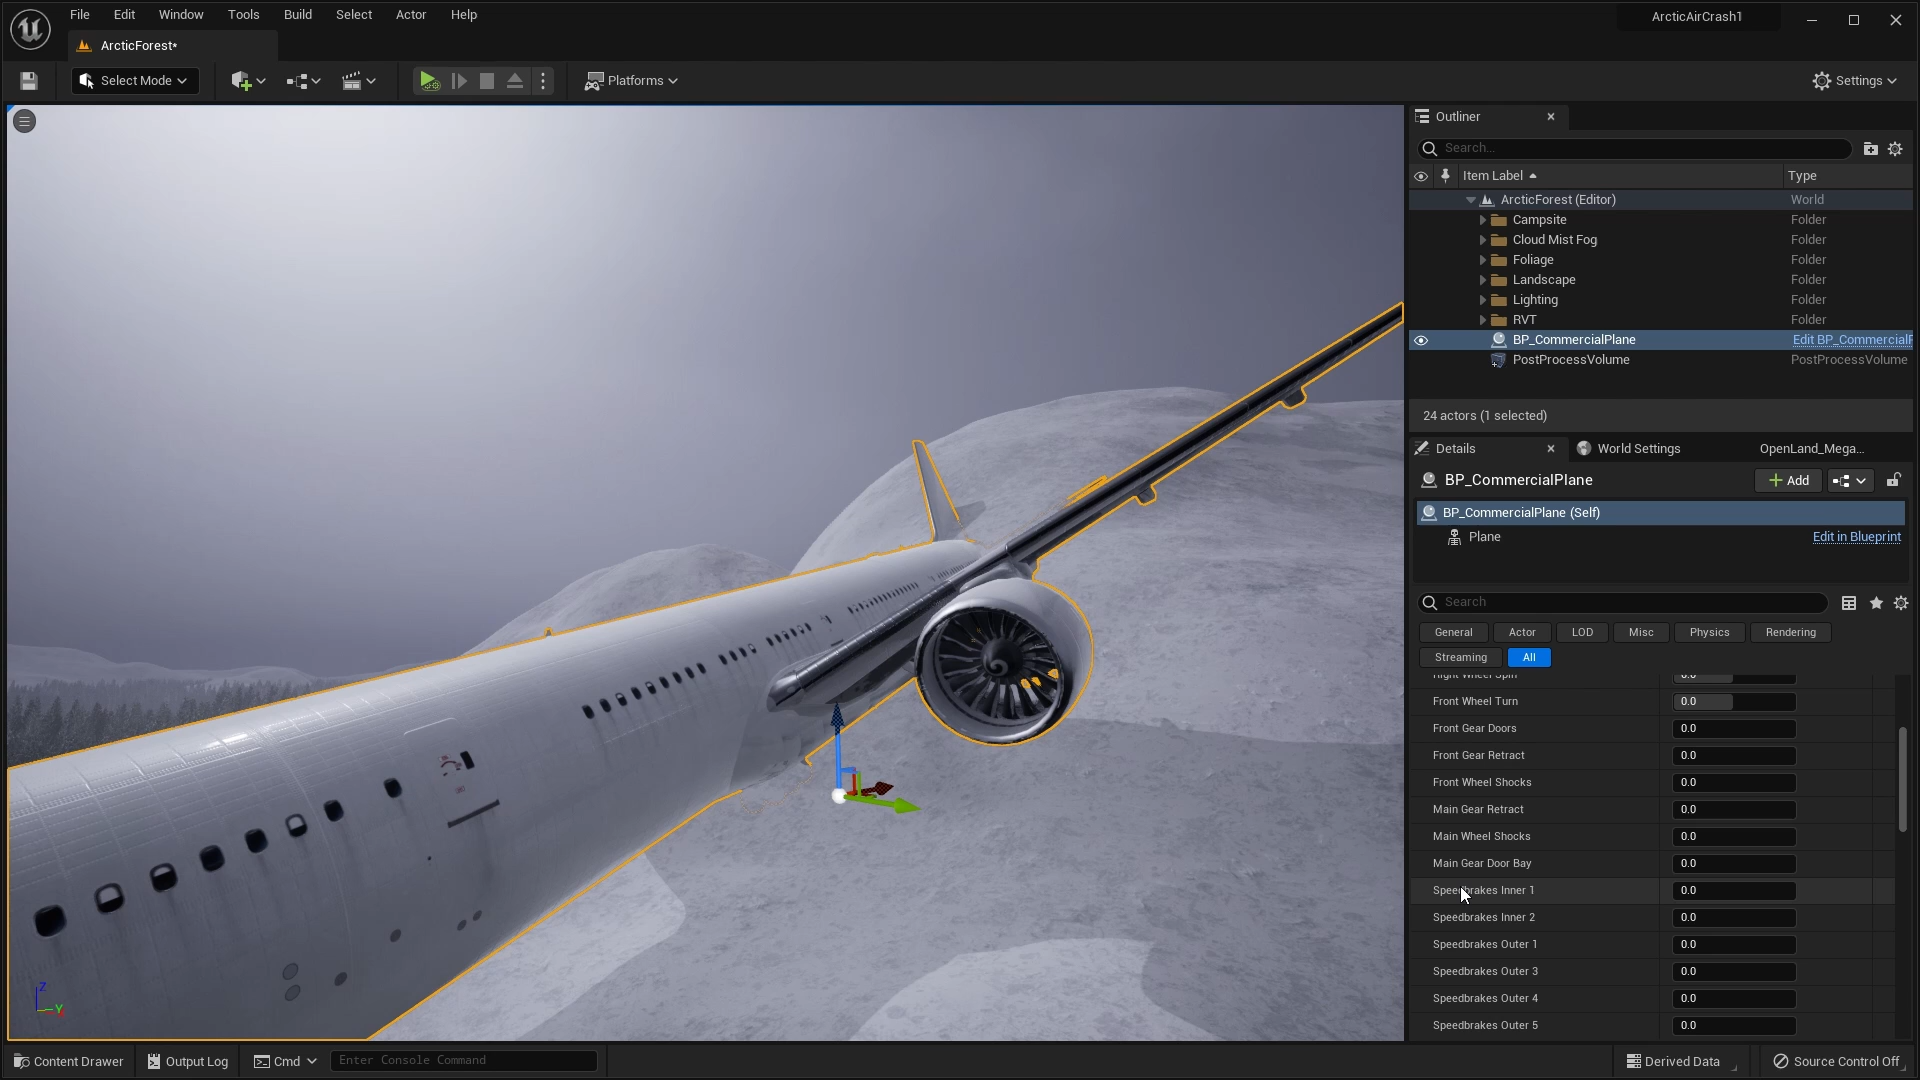 File Edit Window Tools Build Select Actor Help
ArcticAirCrash1
ArcticForest*
Select Mode
Platforms
Settings
Outliner
Search...
Item Label
Type
ArcticForest (Editor) World
Campsite Folder
Cloud Mist Fog Folder
Foliage Folder
Landscape Folder
Lighting Folder
RVT Folder
BP_CommercialPlane Edit BP_CommercialP
PostProcessVolume PostProcessVolume
24 actors (1 selected)
Details
World Settings
OpenLand_Mega...
BP_CommercialPlane
Add
BP_CommercialPlane (Self)
Plane Edit in Blueprint
Search
General Actor LOD Misc Physics Rendering
Streaming All
Right Wheel Spin 0.0
Front Wheel Turn 0.0
Front Gear Doors 0.0
Front Gear Retract 0.0
Front Wheel Shocks 0.0
Main Gear Retract 0.0
Main Wheel Shocks 0.0
Main Gear Door Bay 0.0
Speedbrakes Inner 1 0.0
Speedbrakes Inner 2 0.0
Speedbrakes Outer 1 0.0
Speedbrakes Outer 3 0.0
Speedbrakes Outer 4 0.0
Speedbrakes Outer 5 0.0
Z
Y
Content Drawer
Output Log
Cmd
Enter Console Command
Derived Data
Source Control Off